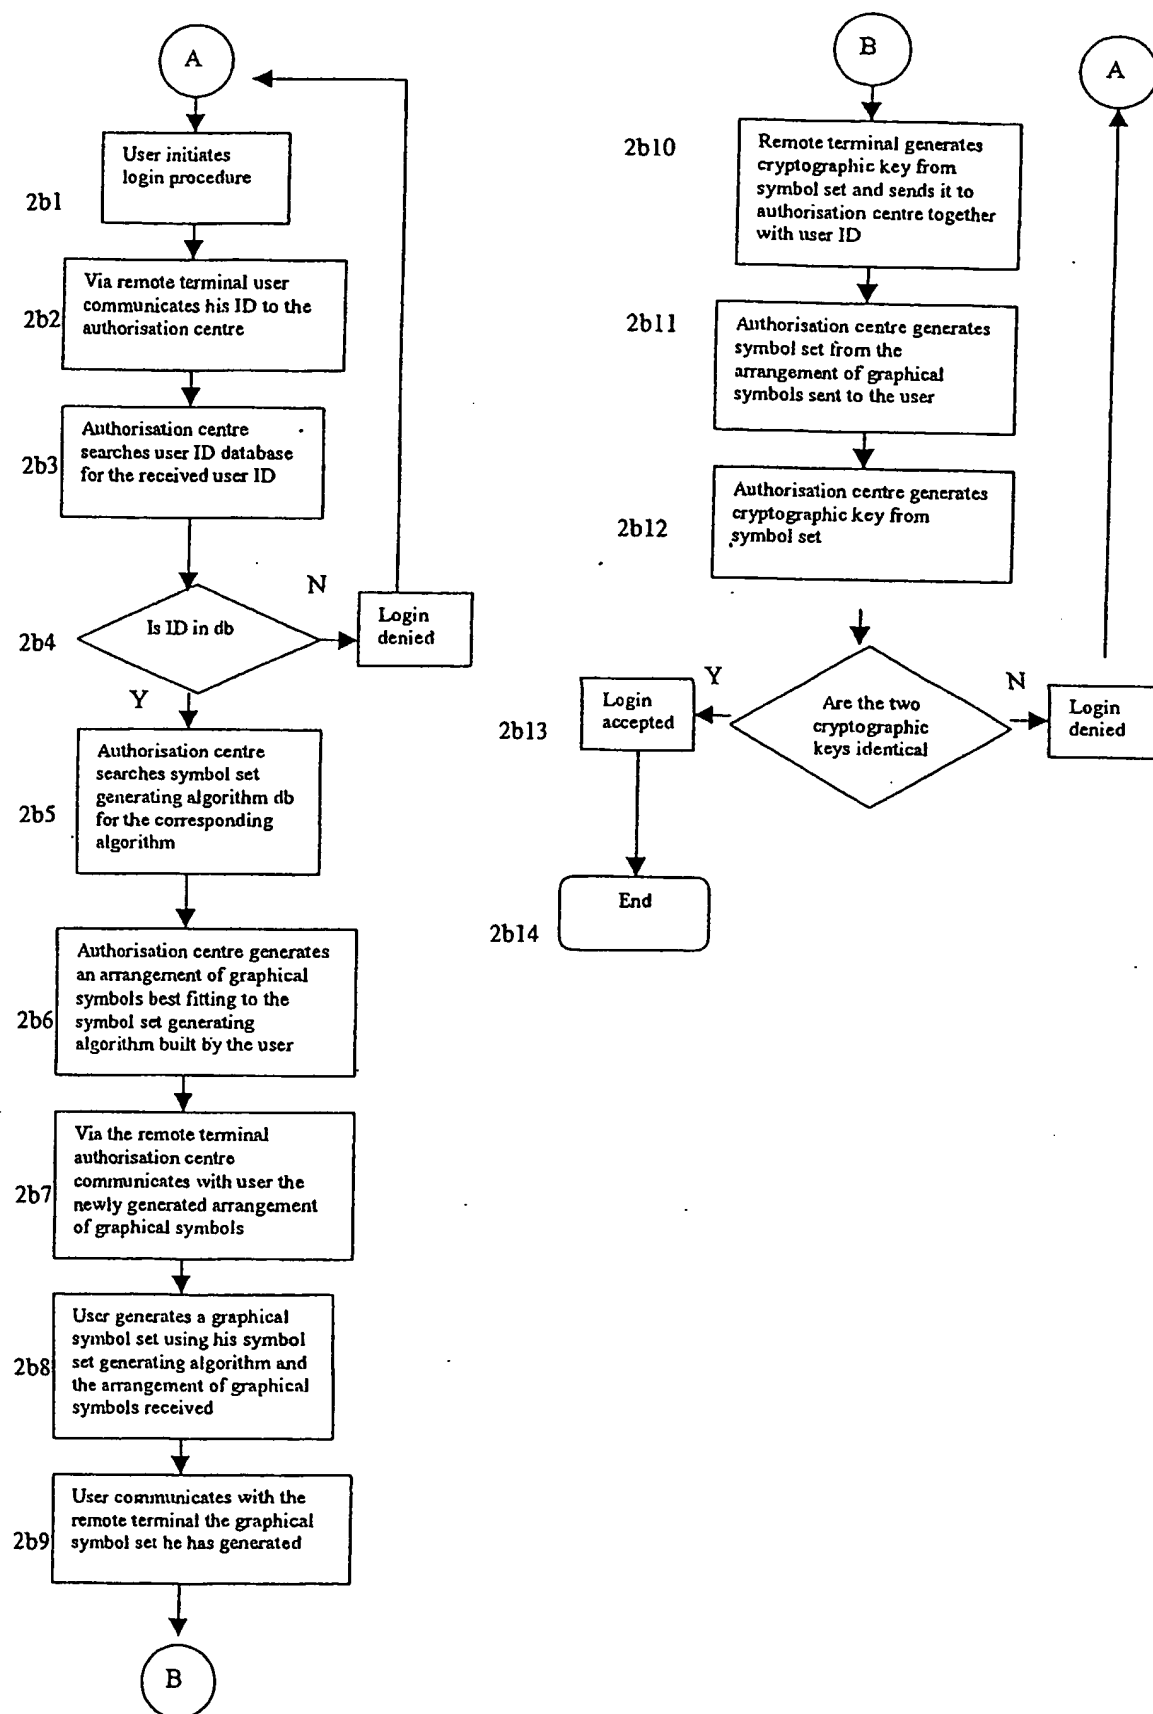 A
User initiates
login procedure
2b1
Via remote terminal user
communicates his ID to the
authorisation centre
2b2
Authorisation centre
searches user ID database
for the received user ID
2b3
Is ID in db
2b4
N
Login
denied
Y
Authorisation centre
searches symbol set
generating algorithm db
for the corresponding
algorithm
2b5
Authorisation centre generates
an arrangement of graphical
symbols best fitting to the
symbol set generating
algorithm built by the user
2b6
Via the remote terminal
authorisation centre
communicates with user the
newly generated arrangement
of graphical symbols
2b7
User generates a graphical
symbol set using his symbol
set generating algorithm and
the arrangement of graphical
symbols received
2b8
User communicates with the
remote terminal the graphical
symbol set he has generated
2b9
B
B
A
2b10
Remote terminal generates
cryptographic key from
symbol set and sends it to
authorisation centre together
with user ID
2b11
Authorisation centre generates
symbol set from the
arrangement of graphical
symbols sent to the user
2b12
Authorisation centre generates
cryptographic key from
symbol set
Y
Are the two
cryptographic
keys identical
N
Login
denied
Login
accepted
2b13
End
2b14